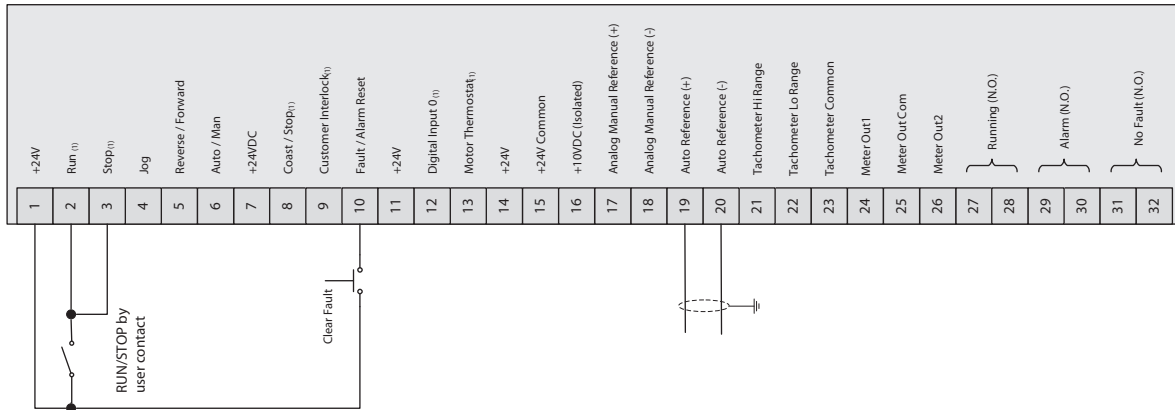 +24V
Run (1)
Stop(1)
Jog
Reverse / Forward
Auto / Man
+24VDC
Coast / Stop(1)
Customer Interlock(1)
Fault / Alarm Reset
+24V
Digital Input 0(1)
Motor Thermostat(1)
+24V
+24V Common
+10VDC (Isolated)
Analog Manual Reference (+)
Analog Manual Reference (-)
Auto Reference (+)
Auto Reference (-)
Tachometer Hi Range
Tachometer Lo Range
Tachometer Common
Meter Out1
Meter Out Com
Meter Out2
Running (N.O.)
Alarm (N.O.)
No Fault (N.O.)
1
2
3
4
5
6
7
8
9
10
11
12
13
14
15
16
17
18
19
20
21
22
23
24
25
26
27
28
29
30
31
32
RUN/STOP by
user contact
Clear Fault